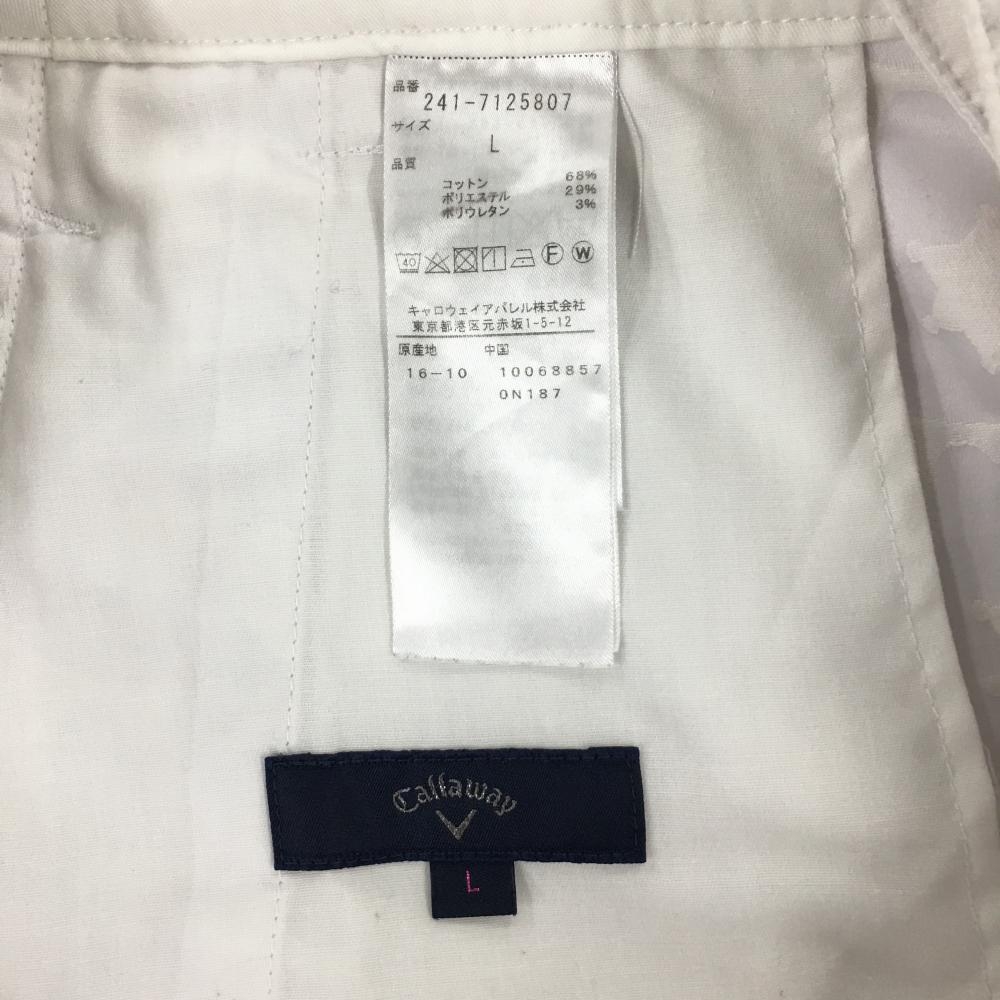 品番
241-7125807
サイズ
L
品質
コットン 68%
ポリエステル 29%
ポリウレタン 3%
40 F W
キャロウェイアパレル株式会社
東京都港区元赤坂1-5-12
原産地 中国
16-10 10068857
0N187
Callaway
L